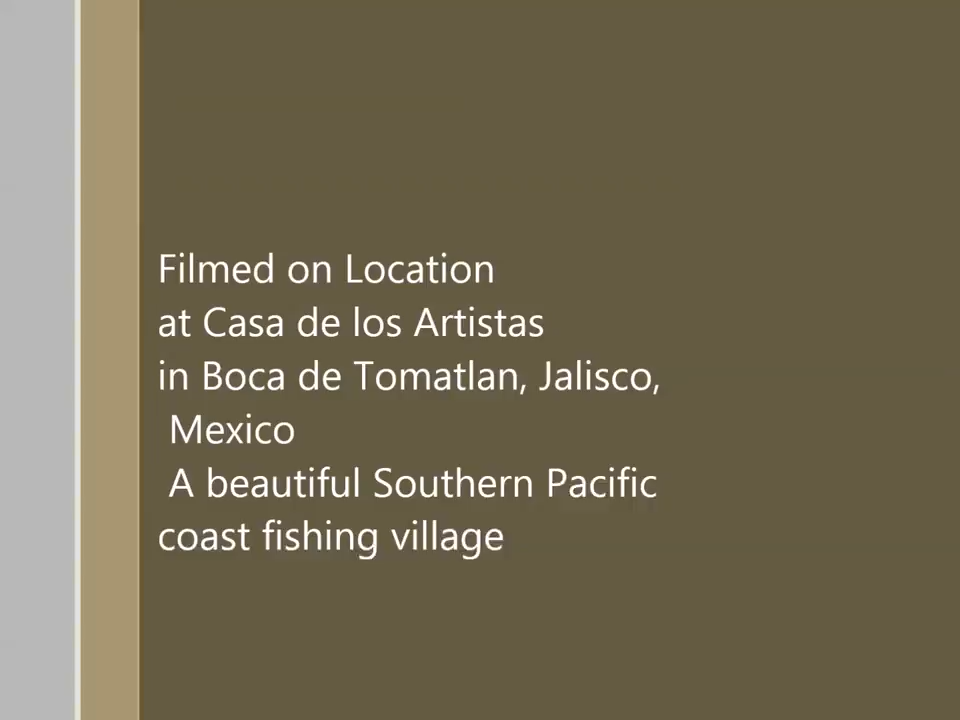 Filmed on Location
at Casa de los Artistas
in Boca de Tomatlan, Jalisco,
Mexico
A beautiful Southern Pacific
coast fishing village